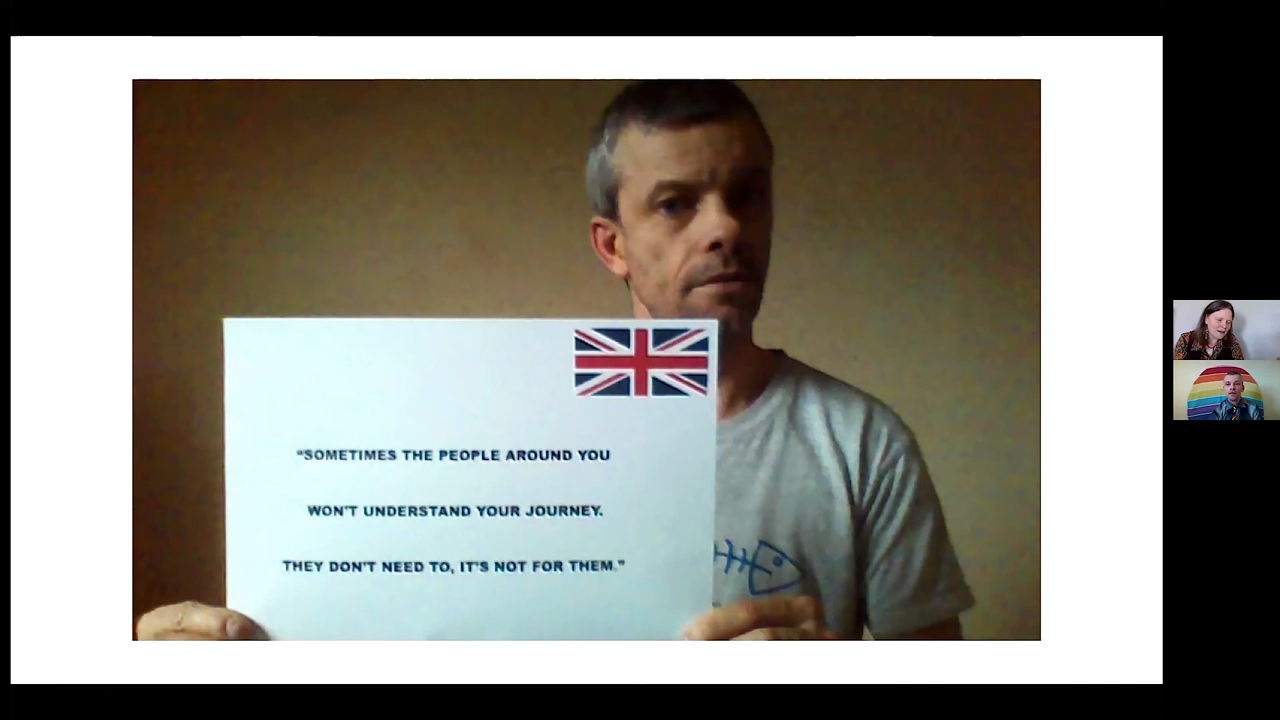 “SOMETIMES THE PEOPLE AROUND YOU
WON'T UNDERSTAND YOUR JOURNEY.
THEY DON'T NEED TO, IT'S NOT FOR THEM.”